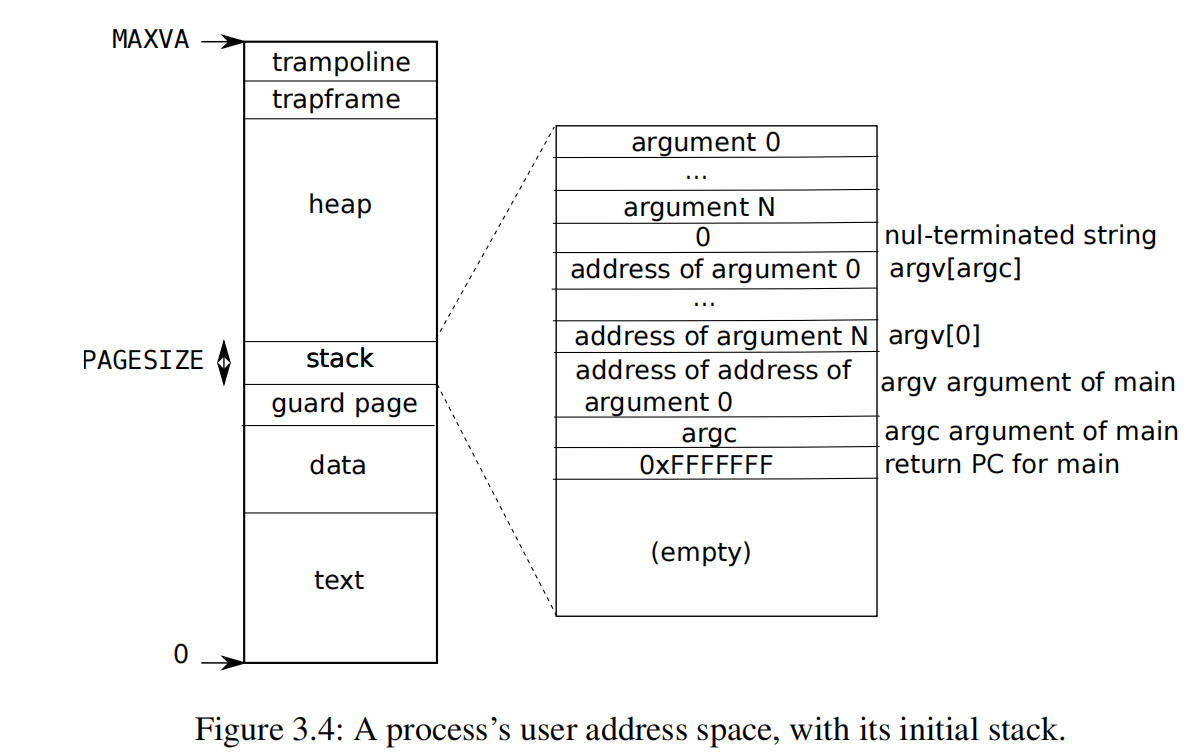 MAXVA
trampoline
trapframe
heap
PAGESIZE
stack
guard page
data
text
0
argument 0
...
argument N
0 nul-terminated string
address of argument 0 argv[argc]
...
address of argument N argv[0]
address of address of
argument 0
argv argument of main
argc argc argument of main
0xFFFFFFF return PC for main
(empty)
Figure 3.4: A process's user address space, with its initial stack.